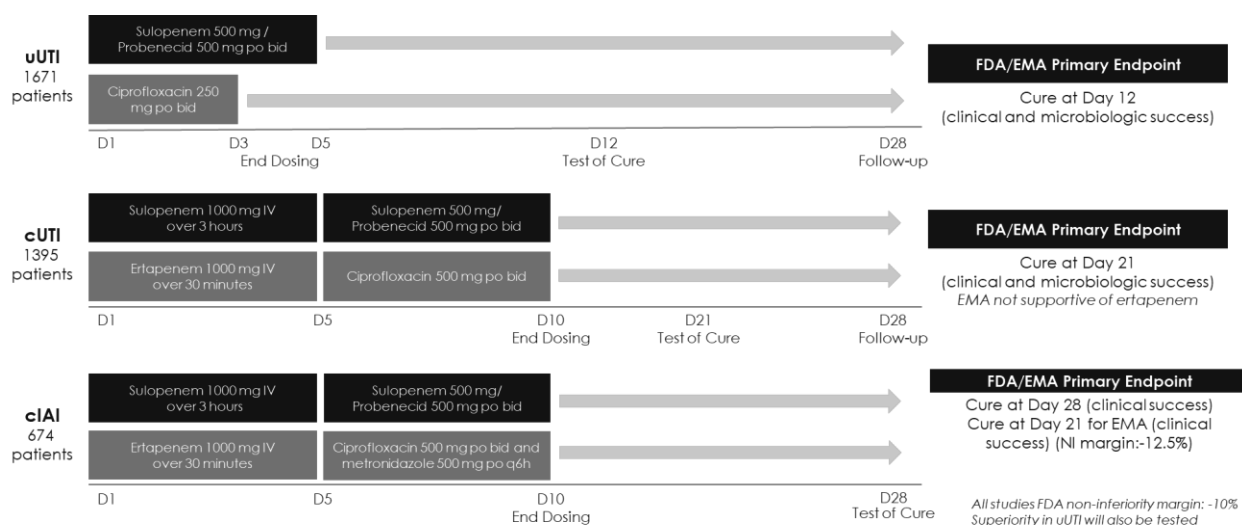 uUTI
1671
patients
Sulopenem 500 mg /
Probenecid 500 mg po bid
Ciprofloxacin 250
mg po bid
D1
D3
D5
D12
D28
End Dosing
Test of Cure
Follow-up
FDA/EMA Primary Endpoint
Cure at Day 12
(clinical and microbiologic success)
cUTI
1395
patients
Sulopenem 1000 mg IV
over 3 hours
Sulopenem 500 mg/
Probenecid 500 mg po bid
Ertapenem 1000 mg IV
over 30 minutes
Ciprofloxacin 500 mg po bid
D1
D5
D10
D21
D28
End Dosing
Test of Cure
Follow-up
FDA/EMA Primary Endpoint
Cure at Day 21
(clinical and microbiologic success)
EMA not supportive of ertapenem
cIAI
674
patients
Sulopenem 1000 mg IV
over 3 hours
Sulopenem 500 mg/
Probenecid 500 mg po bid
Ertapenem 1000 mg IV
over 30 minutes
Ciprofloxacin 500 mg po bid and
metronidazole 500 mg po q6h
D1
D5
D10
D28
End Dosing
Test of Cure
FDA/EMA Primary Endpoint
Cure at Day 28 (clinical success)
Cure at Day 21 for EMA (clinical
success) (NI margin:-12.5%)
All studies FDA non-inferiority margin: -10%
Superiority in uUTI will also be tested